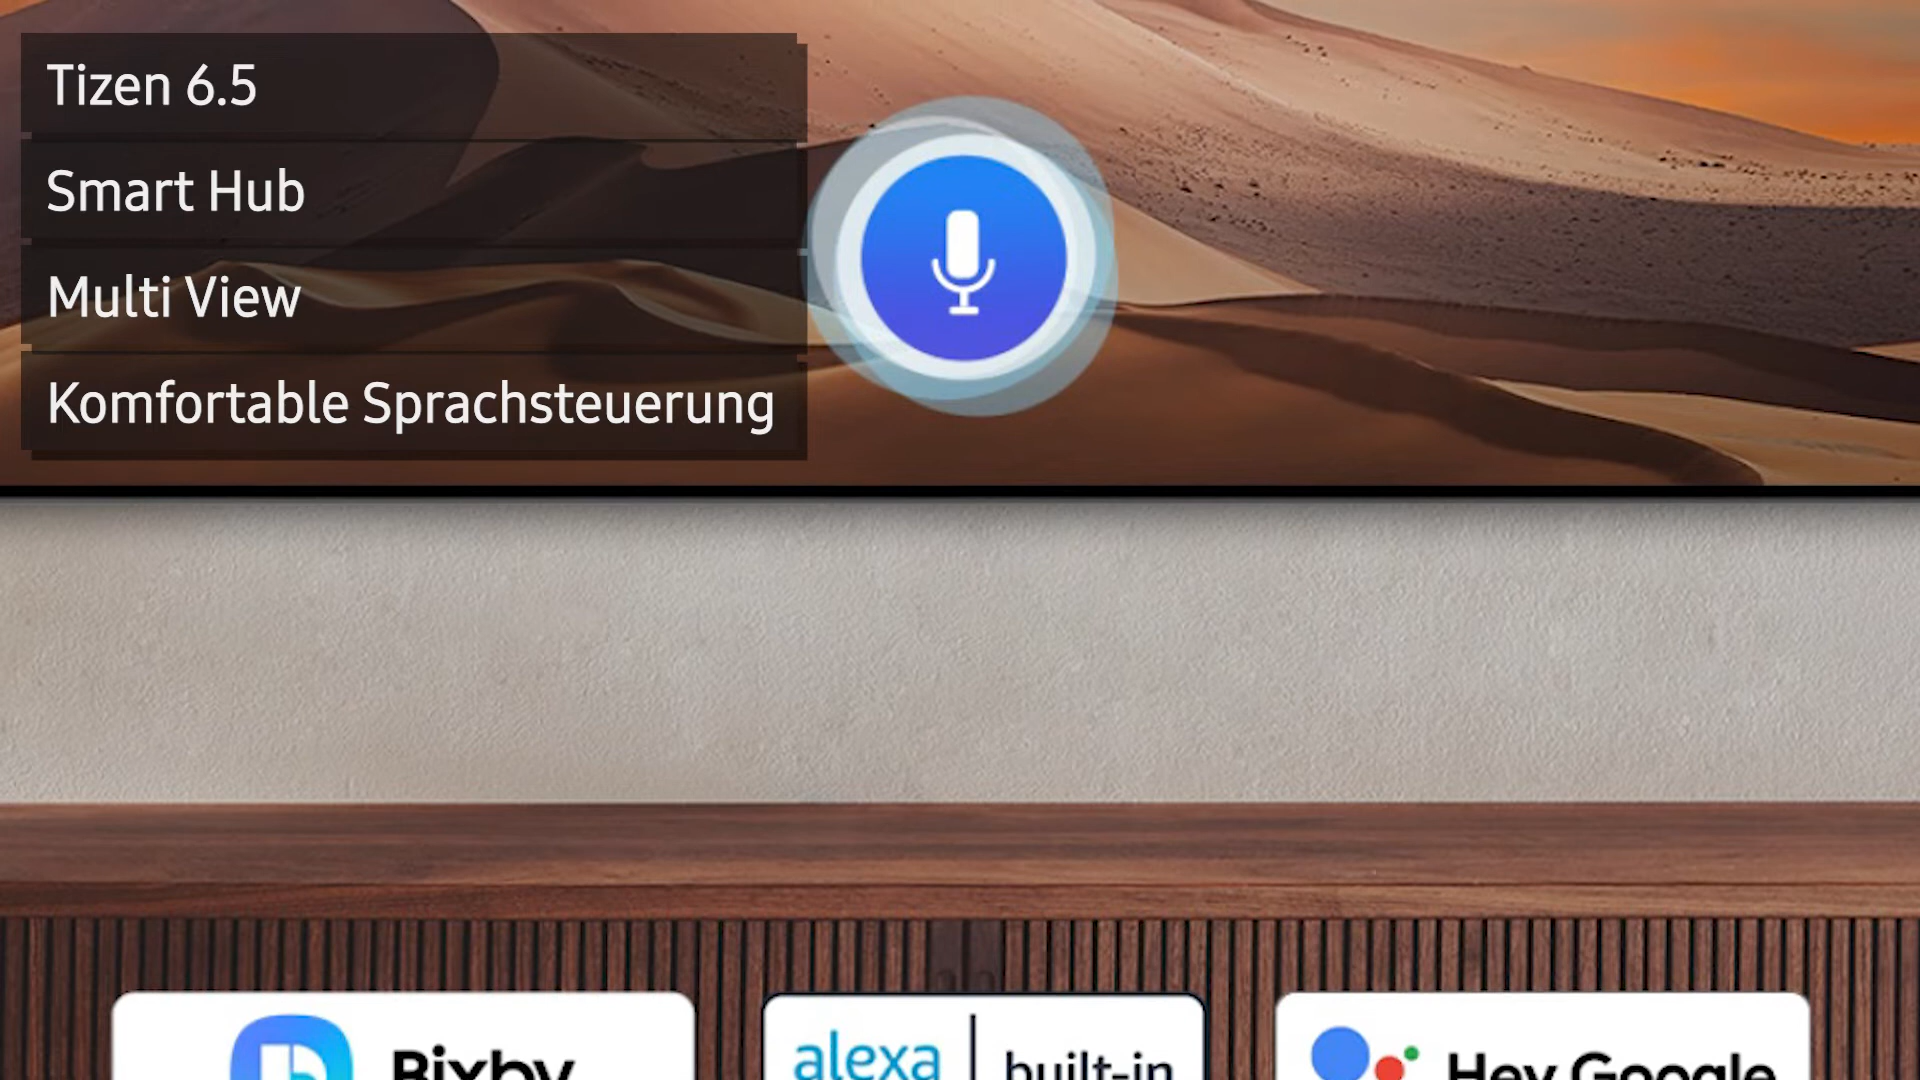 Tizen 6.5
Smart Hub
Multi View
Komfortable Sprachsteuerung
Bixby
alexa built-in
Hey Google